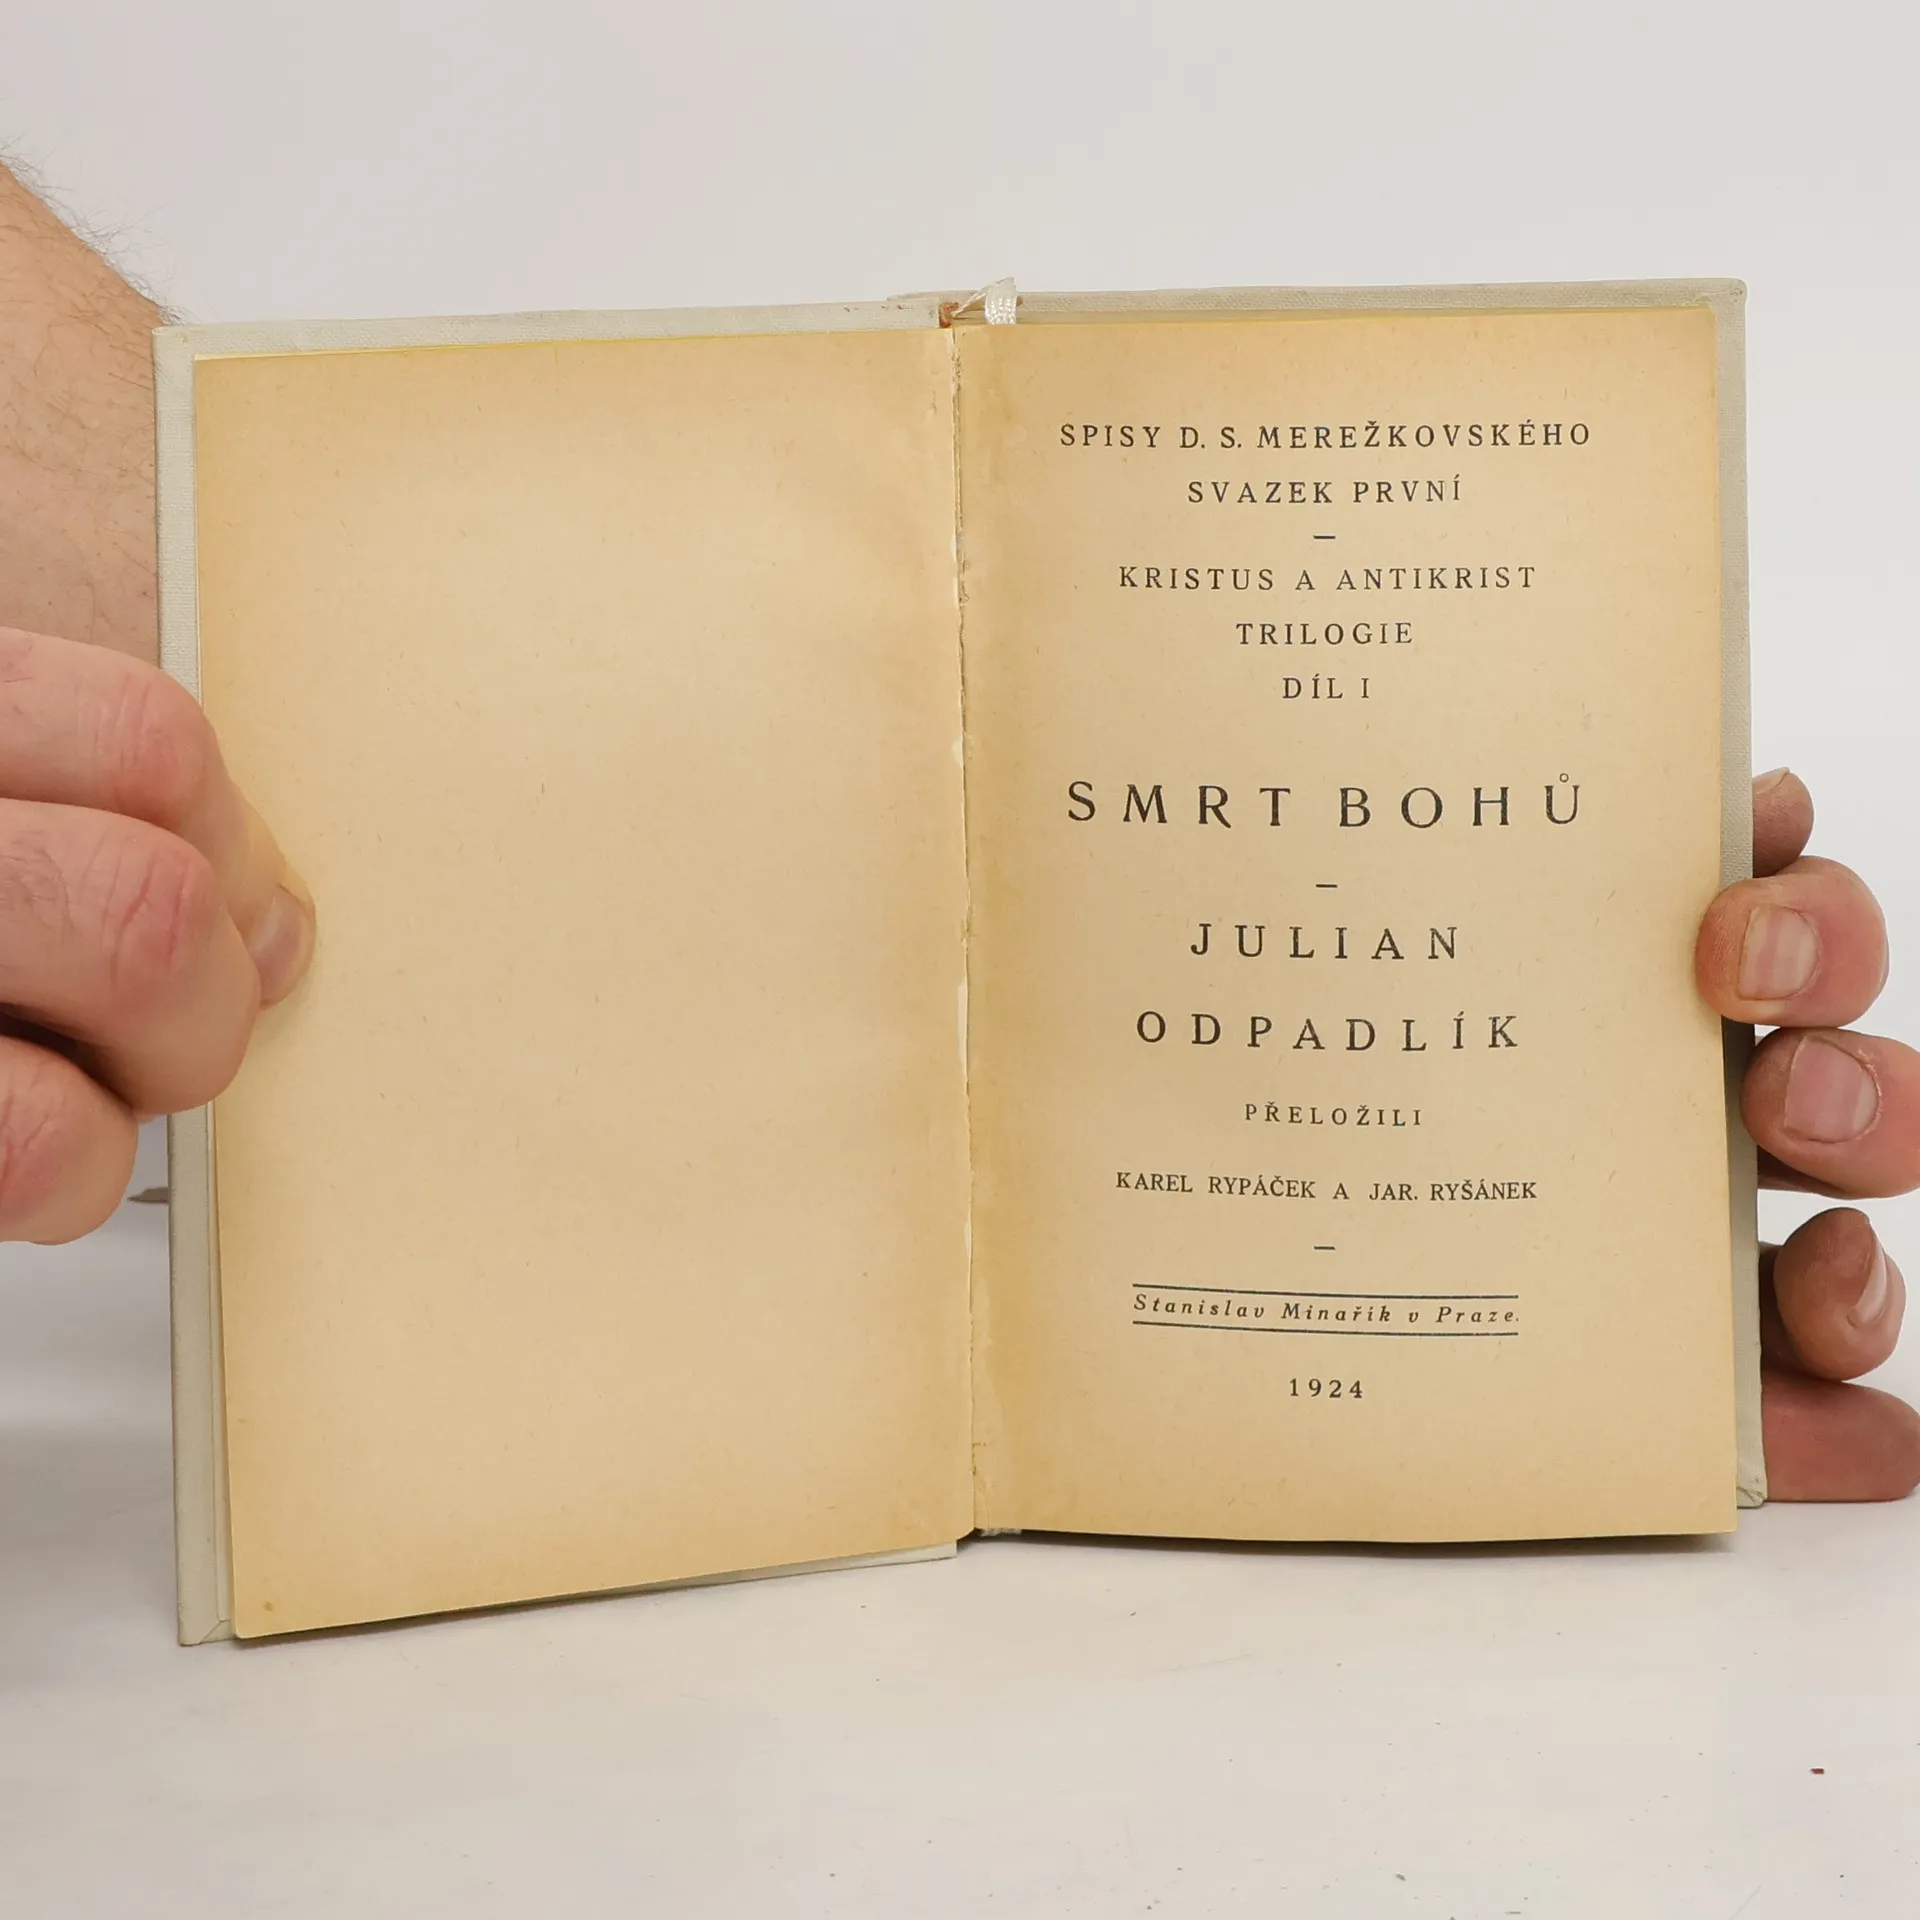 SPISY D. S. MEREŽKOVSKÉHO
SVAZEK PRVNÍ
—
KRISTUS A ANTIKRIST
TRILOGIE
DÍL I
SMRT BOHŮ
—
JULIAN
ODPADLÍK
PŘELOŽILI
KAREL RYPÁČEK A JAR. RYŠÁNEK
—
Stanislav Minařík v Praze.
1924